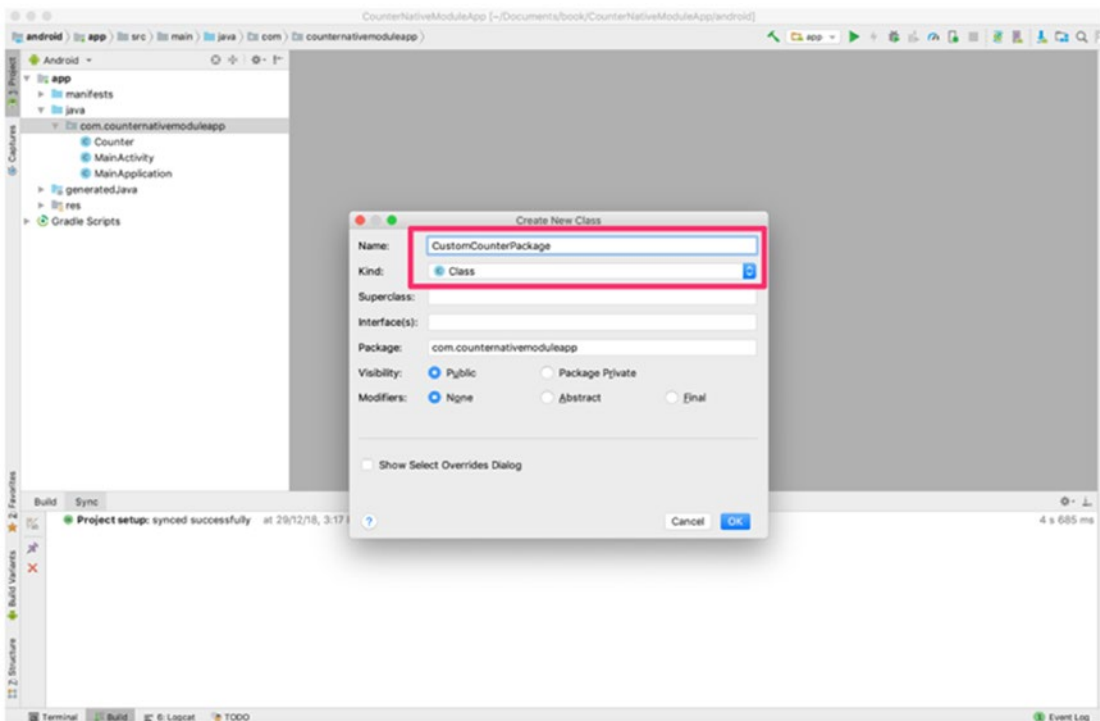 CounterNativeModuleApp [~/Documents/book/CounterNativeModuleApp/android]
android app src main java com counternativemoduleapp
app
1: Project
Android
app
manifests
java
com.counternativemoduleapp
Counter
MainActivity
MainApplication
generatedJava
res
Gradle Scripts
Captures
Create New Class
Name: CustomCounterPackage
Kind: Class
Superclass:
Interface(s):
Package: com.counternativemoduleapp
Visibility: Public Package Private
Modifiers: None Abstract Final
Show Select Overrides Dialog
? Cancel OK
2: Favorites
Build Variants
Z: Structure
Build Sync
Project setup: synced successfully at 29/12/18, 3:17
4 s 685 ms
Terminal Build 6: Logcat TODO Event Log